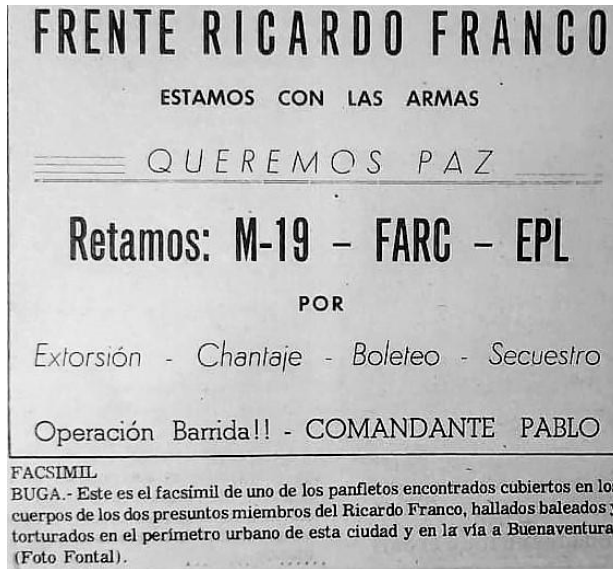 FRENTE RICARDO FRANCO
ESTAMOS CON LAS ARMAS
QUEREMOS PAZ
Retamos: M-19 - FARC - EPL
POR
Extorsión - Chantaje - Boleteo - Secuestro
Operación Barrida!! - COMANDANTE PABLO
FACSIMIL
BUGA.- Este es el facsímil de uno de los panfletos encontrados cubiertos en los
cuerpos de los dos presuntos miembros del Ricardo Franco, hallados baleados y
torturados en el perímetro urbano de esta ciudad y en la vía a Buenaventura
(Foto Fontal).